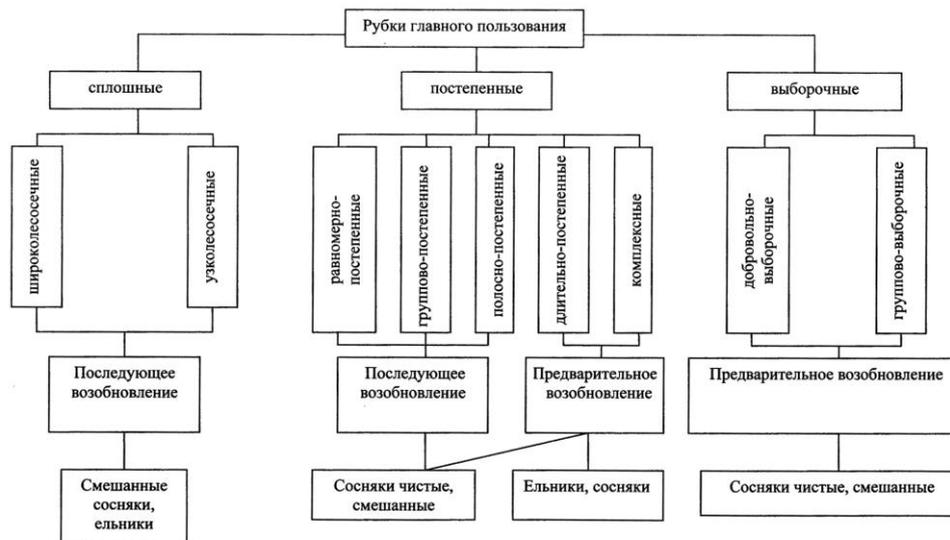 Рубки главного пользования
сплошные
постепенные
выборочные
широколесосечные
узколесосечные
равномерно-
постепенные
группово-постепенные
полосно-постепенные
длительно-постепенные
комплексные
добровольно-
выборочные
группово-выборочные
Последующее
возобновление
Последующее
возобновление
Предварительное
возобновление
Предварительное возобновление
Смешанные
сосняки,
ельники
Сосняки чистые,
смешанные
Ельники, сосняки
Сосняки чистые, смешанные